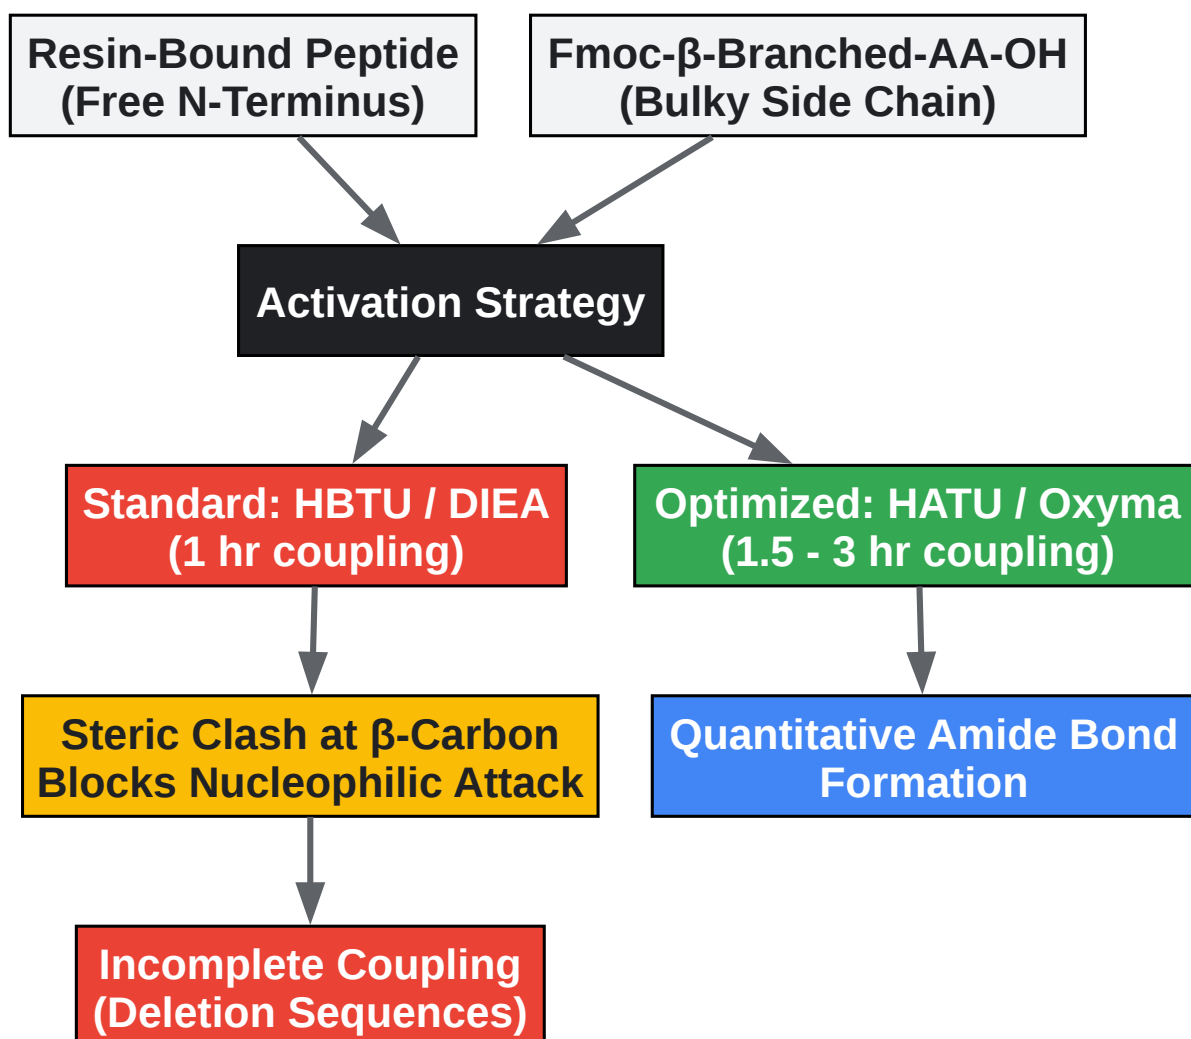 Resin-Bound Peptide
(Free N-Terminus)
Fmoc-β-Branched-AA-OH
(Bulky Side Chain)
Activation Strategy
Standard: HBTU / DIEA
(1 hr coupling)
Optimized: HATU / Oxyma
(1.5 - 3 hr coupling)
Steric Clash at β-Carbon
Blocks Nucleophilic Attack
Quantitative Amide Bond
Formation
Incomplete Coupling
(Deletion Sequences)